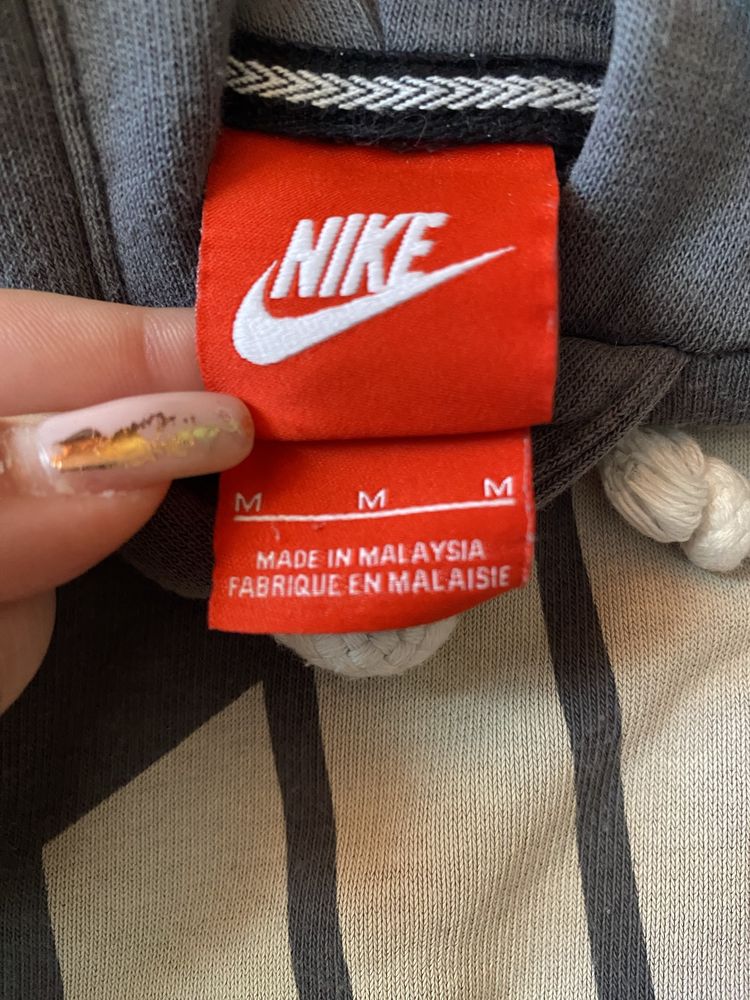 NIKE
M M M
MADE IN MALAYSIA
FABRIQUE EN MALAISIE